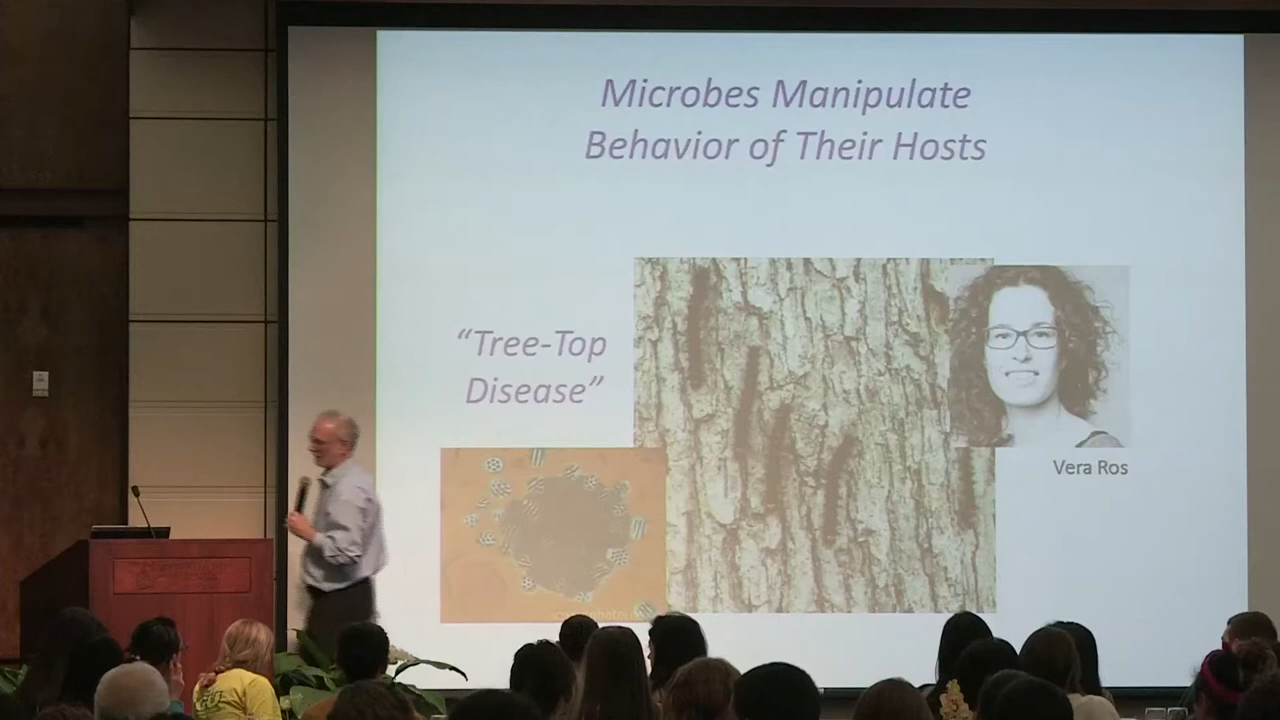 Microbes Manipulate
Behavior of Their Hosts
“Tree-Top
Disease”
Vera Ros